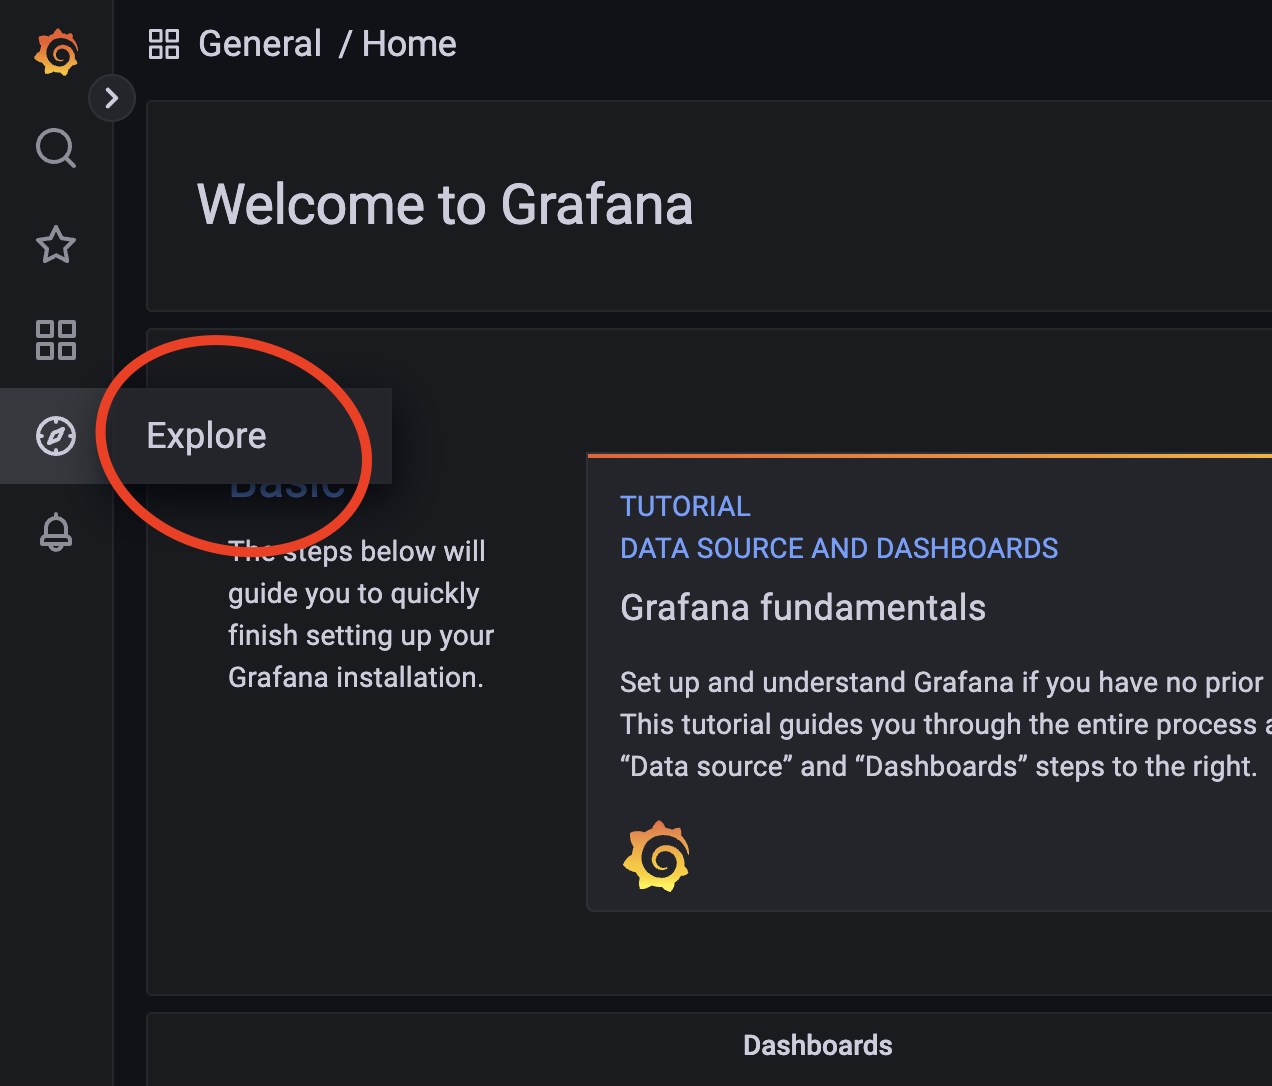 General / Home
Welcome to Grafana
Explore
Basic
The steps below will
guide you to quickly
finish setting up your
Grafana installation.
TUTORIAL
DATA SOURCE AND DASHBOARDS
Grafana fundamentals
Set up and understand Grafana if you have no prior
This tutorial guides you through the entire process a
“Data source” and “Dashboards” steps to the right.
Dashboards